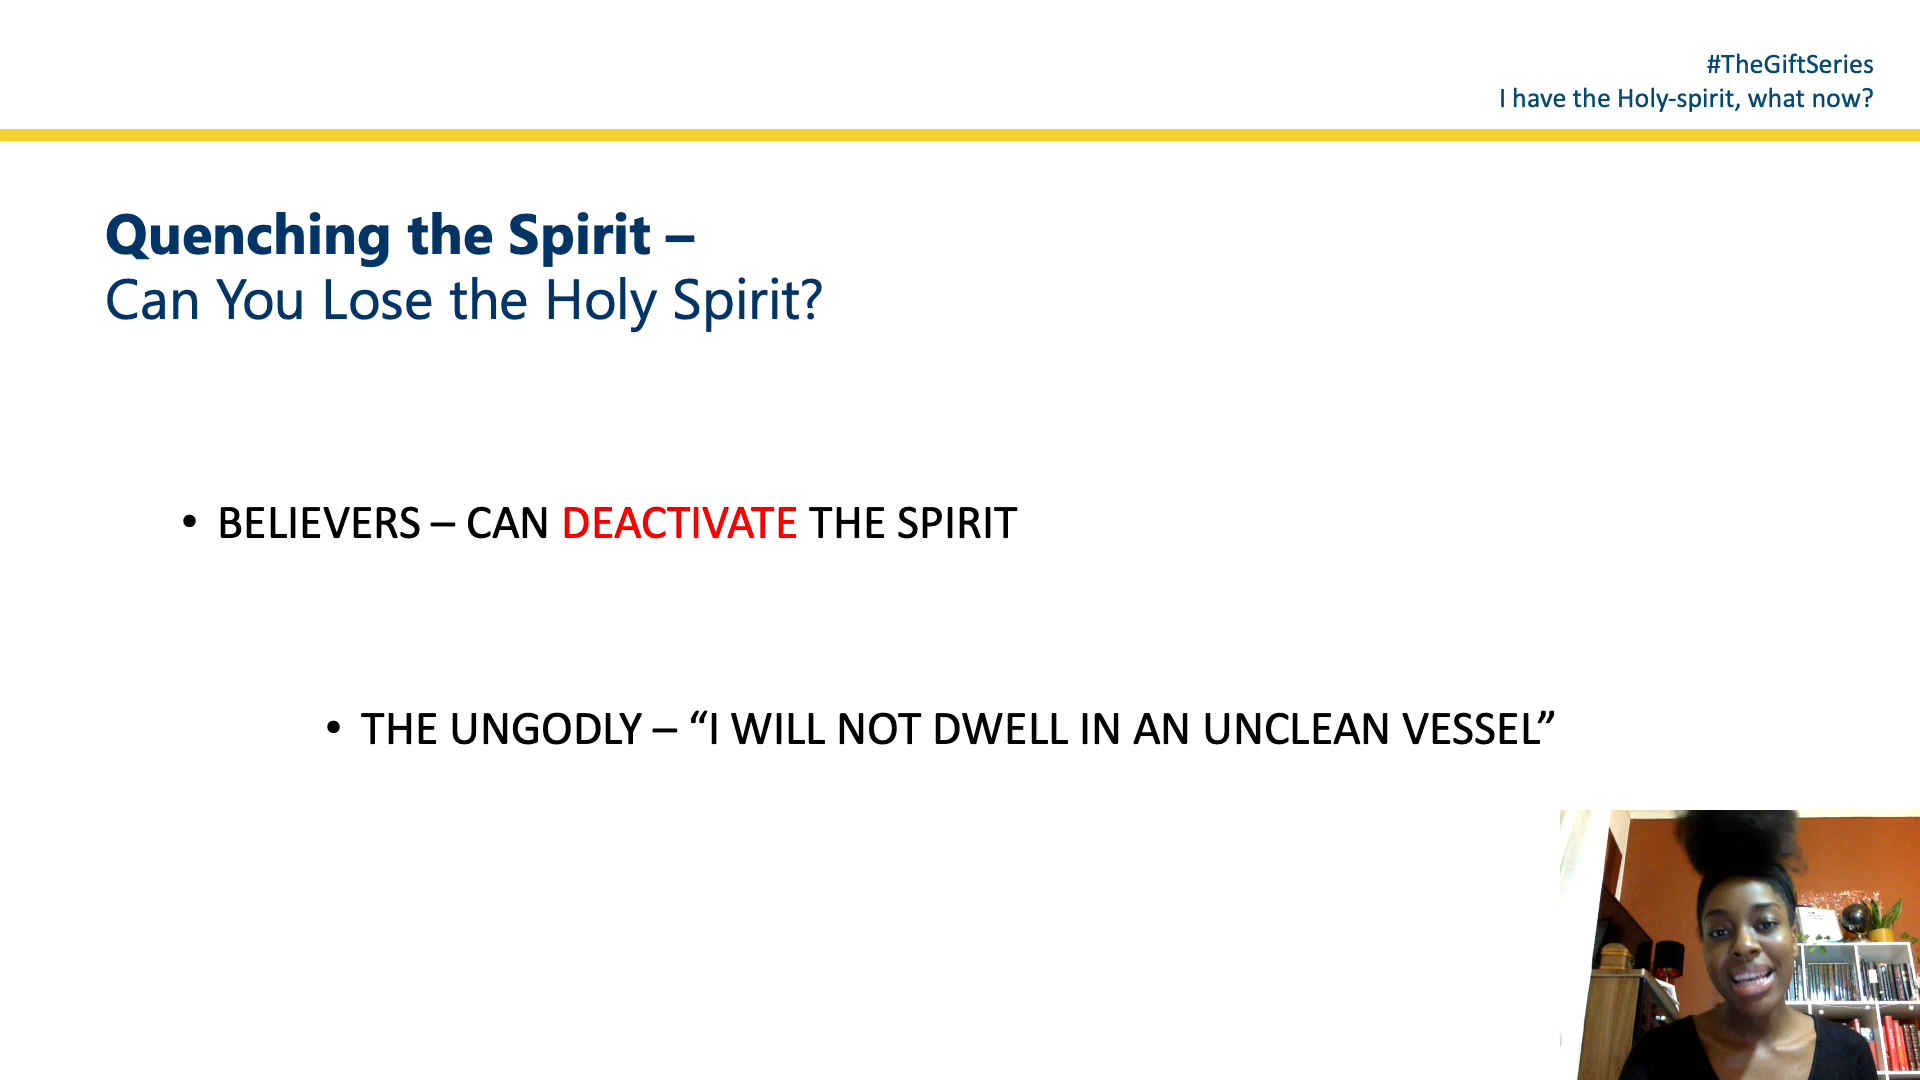 #TheGiftSeries
I have the Holy-spirit, what now?
Quenching the Spirit –
Can You Lose the Holy Spirit?
• BELIEVERS – CAN DEACTIVATE THE SPIRIT
• THE UNGODLY – “I WILL NOT DWELL IN AN UNCLEAN VESSEL”